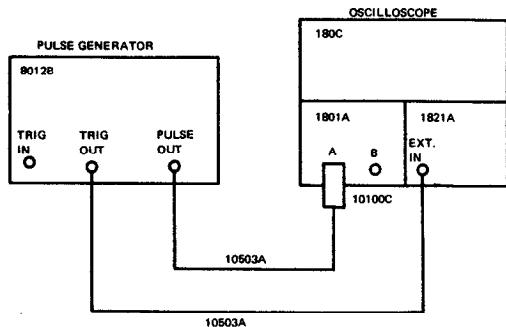 OSCILLOSCOPE
PULSE GENERATOR
180C
8012B
1801A
1821A
TRIG IN
TRIG OUT
PULSE OUT
A
B
EXT. IN
10100C
10503A
10503A